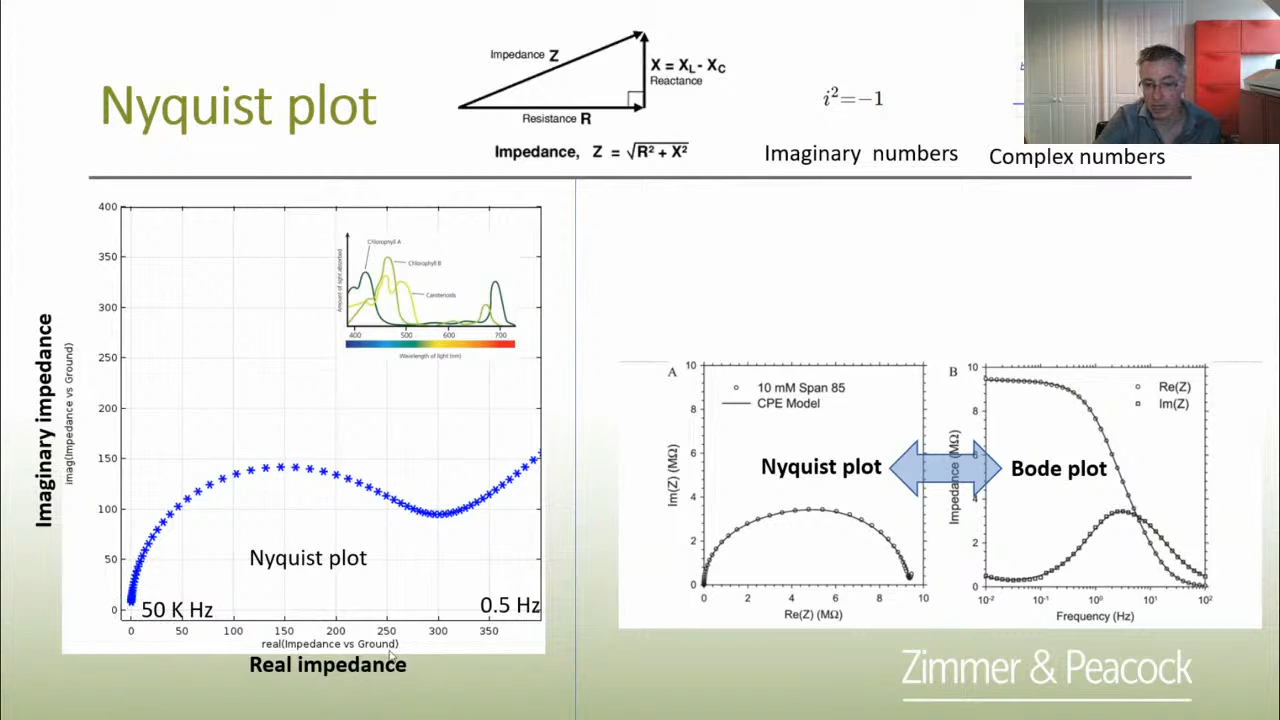 Nyquist plot
Impedance Z
X = XL - XC
Reactance
Resistance R
Impedance, Z = √R² + X²
i²=−1
Imaginary numbers
Complex numbers
Imaginary impedance
imag(Impedance vs Ground)
400
350
300
250
200
150
100
50
0
Chlorophyll A
Chlorophyll B
Carotenoids
Amount of light absorbed
400 500 600 700
Wavelength of light (nm)
Nyquist plot
50 K Hz
0.5 Hz
0 50 100 150 200 250 300 350
real(Impedance vs Ground)
Real impedance
A
10 mM Span 85
CPE Model
Nyquist plot
Im(Z) (MΩ)
10
8
6
4
2
0
0 2 4 6 8 10
Re(Z) (MΩ)
B
Re(Z)
Im(Z)
Bode plot
Impedance (MΩ)
10
8
6
4
2
0
10⁻² 10⁻¹ 10⁰ 10¹ 10²
Frequency (Hz)
Zimmer & Peacock